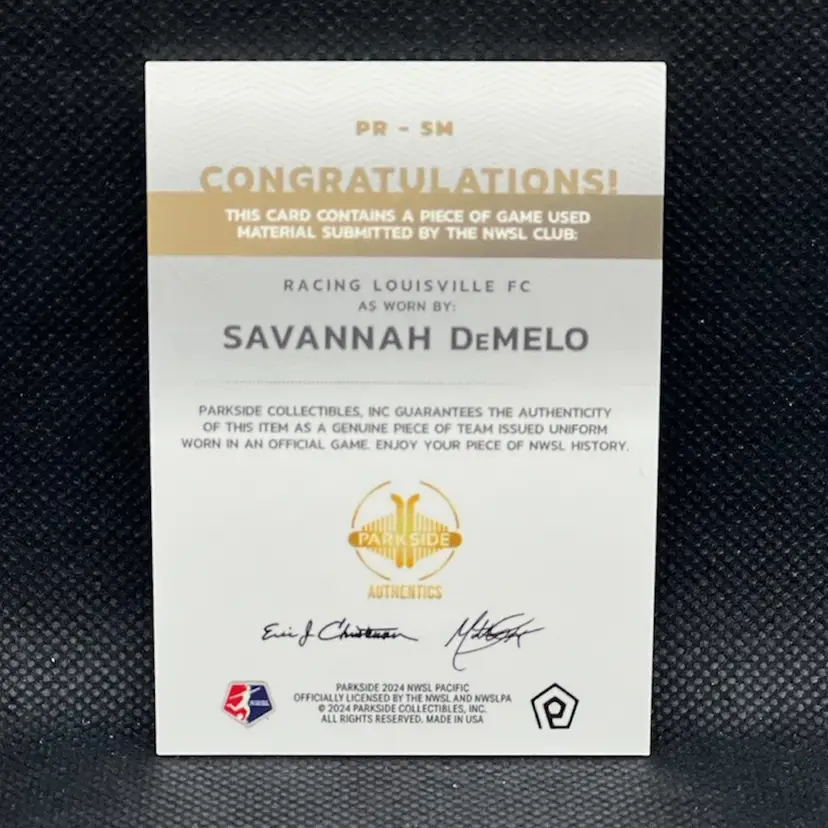 PR - SM
CONGRATULATIONS!
THIS CARD CONTAINS A PIECE OF GAME USED
MATERIAL SUBMITTED BY THE NWSL CLUB:
RACING LOUISVILLE FC
AS WORN BY:
SAVANNAH DeMELO
PARKSIDE COLLECTIBLES, INC GUARANTEES THE AUTHENTICITY
OF THIS ITEM AS A GENUINE PIECE OF TEAM ISSUED UNIFORM
WORN IN AN OFFICIAL GAME. ENJOY YOUR PIECE OF NWSL HISTORY.
PARKSIDE
AUTHENTICS
Eric J. Christman
PARKSIDE 2024 NWSL PACIFIC
OFFICIALLY LICENSED BY THE NWSL AND NWSLPA
© 2024 PARKSIDE COLLECTIBLES, INC.
ALL RIGHTS RESERVED. MADE IN USA